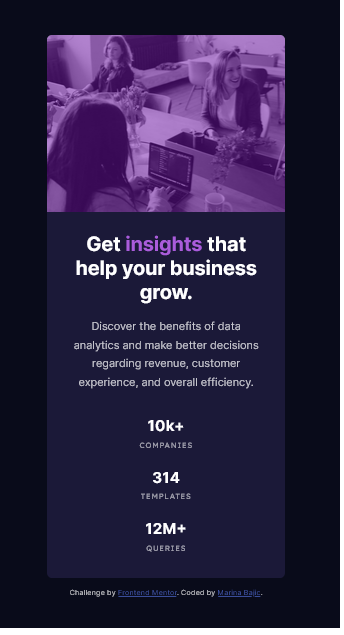 Get insights that
help your business
grow.
Discover the benefits of data
analytics and make better decisions
regarding revenue, customer
experience, and overall efficiency.
10k+
COMPANIES
314
TEMPLATES
12M+
QUERIES
Challenge by Frontend Mentor. Coded by Marina Bajic.